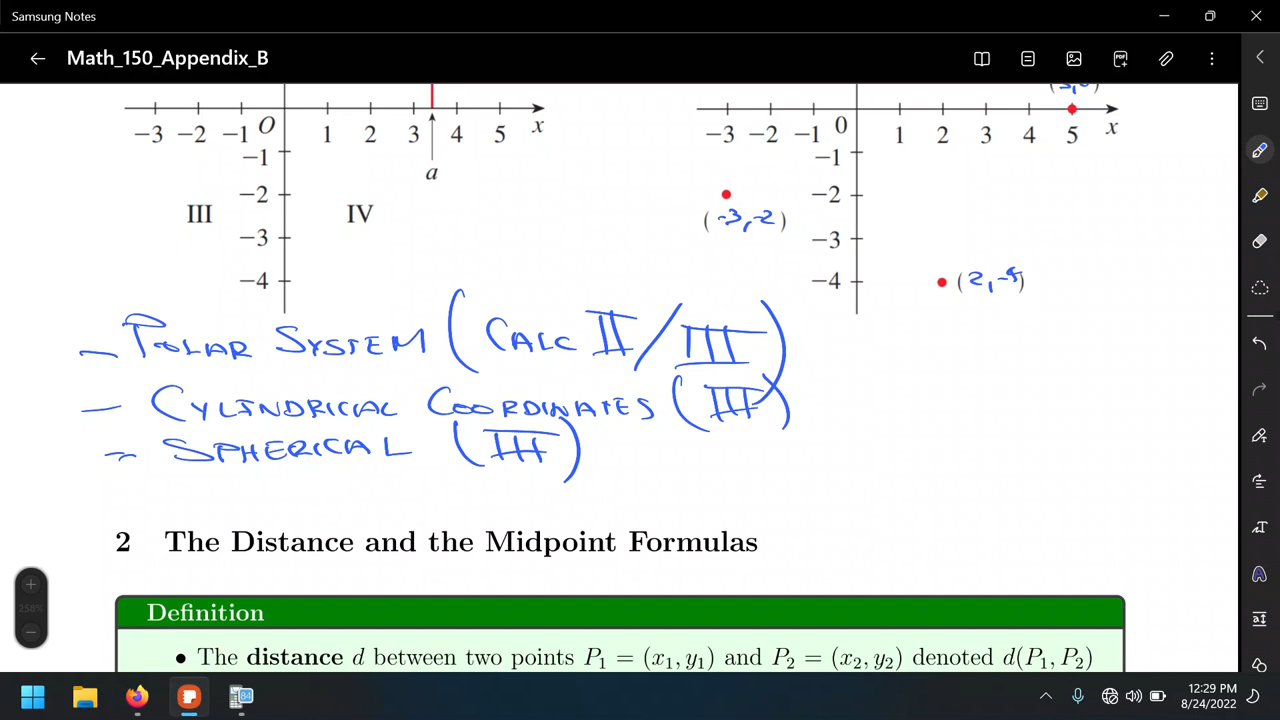 Samsung Notes
Math_150_Appendix_B
−3 −2 −1 O 1 2 3 4 5 x
−1
a
−2
III IV
−3
−4
−3 −2 −1 0 1 2 3 4 5 x
−1
−2
(-3,-2)
−3
−4
(2,-4)
- POLAR SYSTEM (CALC II/III)
- CYLINDRICAL COORDINATES (III)
- SPHERICAL (III)
2 The Distance and the Midpoint Formulas
Definition
• The distance d between two points P₁ = (x₁, y₁) and P₂ = (x₂, y₂) denoted d(P₁, P₂)
258%
84
12:29 PM
8/24/2022